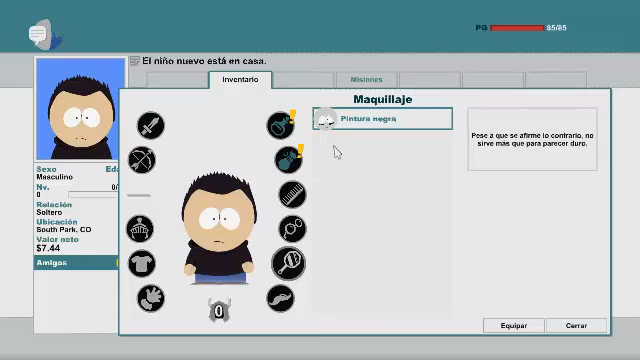 PG 85/85
El niño nuevo está en casa.
Inventario
Misiones
Maquillaje
Pintura negra
Pese a que se afirme lo contrario, no
sirve más que para parecer duro.
Sexo
Masculino
Nv.
Relación
Soltero
Ubicación
South Park, CO
Valor neto
$7.44
Amigos
0
Equipar
Cerrar